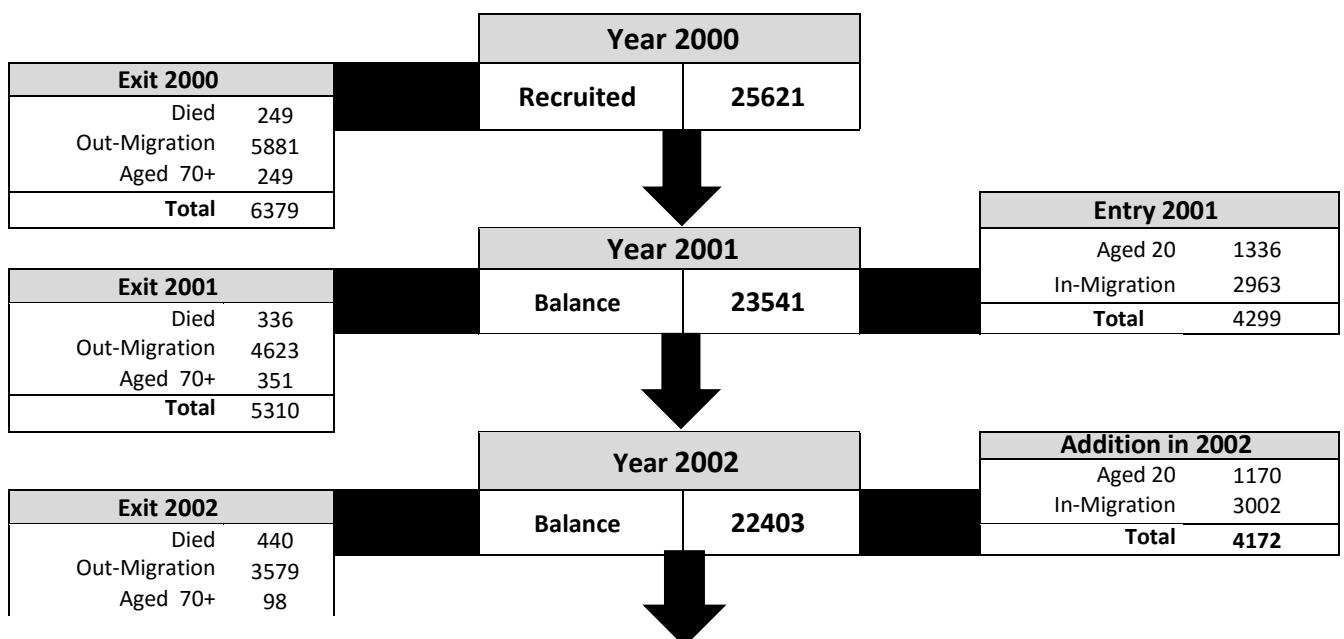 Year 2000
Recruited 25621
Exit 2000
Died 249
Out-Migration 5881
Aged 70+ 249
Total 6379
Entry 2001
Aged 20 1336
In-Migration 2963
Total 4299
Year 2001
Balance 23541
Exit 2001
Died 336
Out-Migration 4623
Aged 70+ 351
Total 5310
Addition in 2002
Aged 20 1170
In-Migration 3002
Total 4172
Year 2002
Balance 22403
Exit 2002
Died 440
Out-Migration 3579
Aged 70+ 98